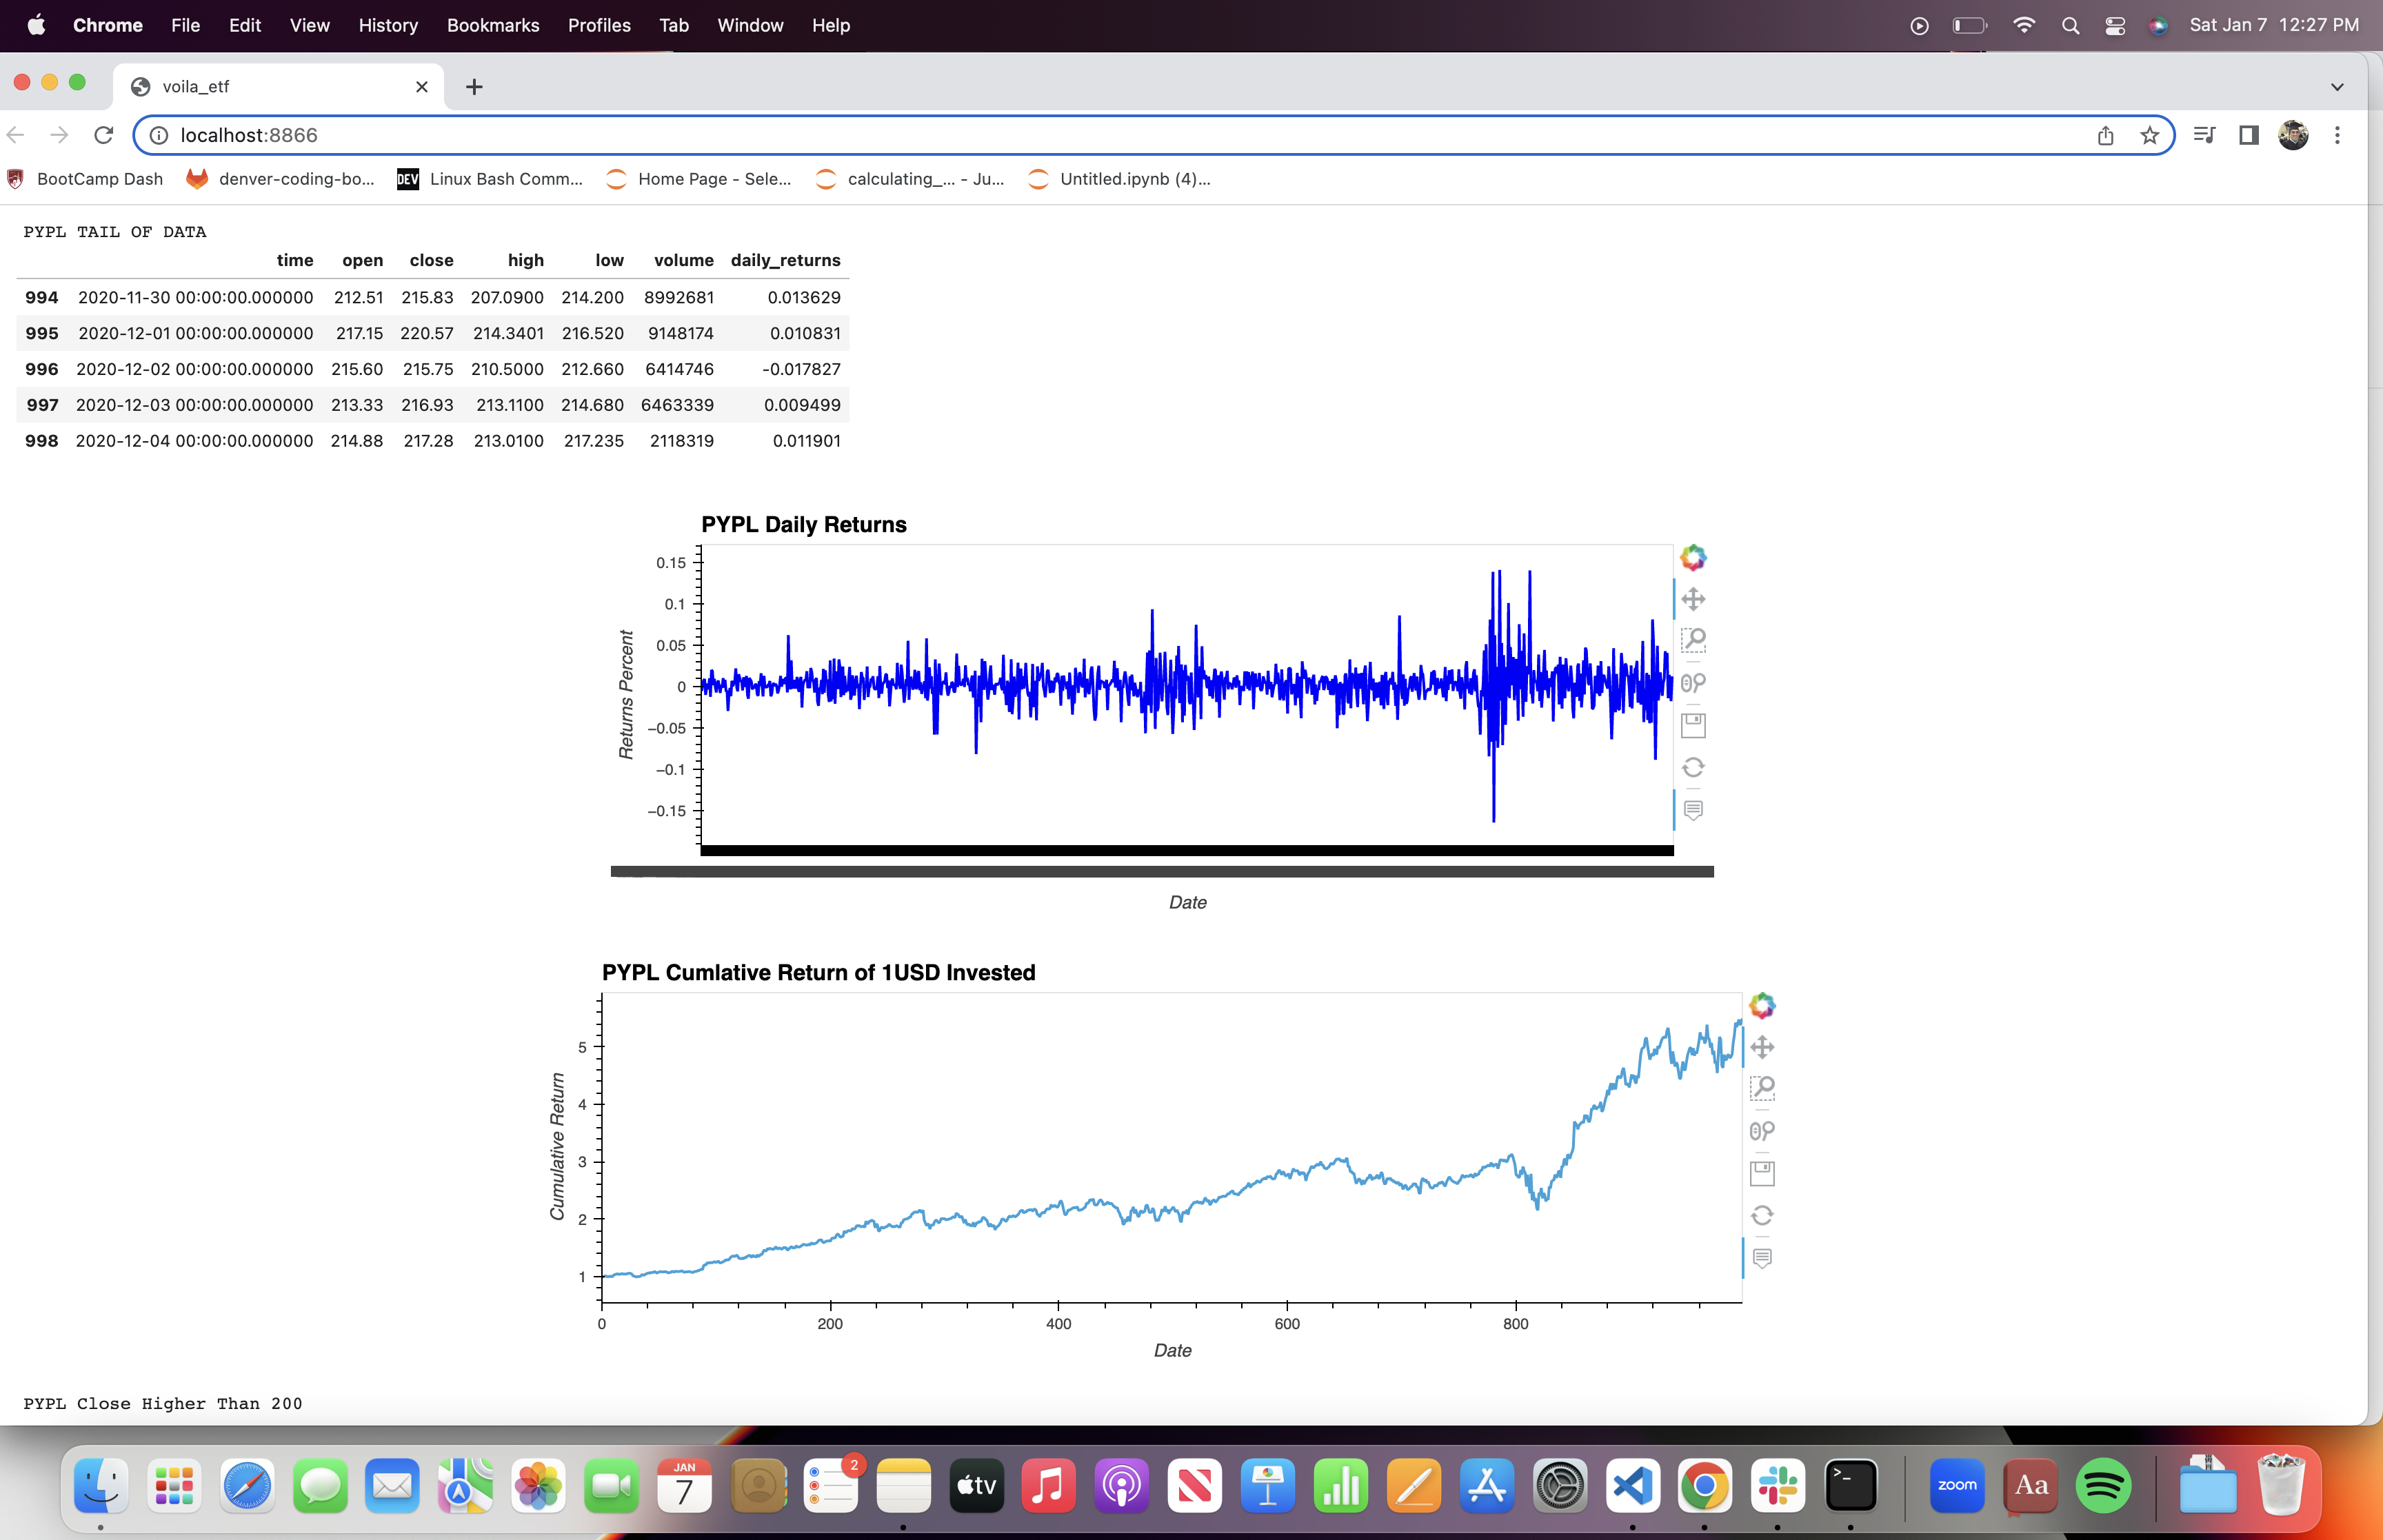 Chrome File Edit View History Bookmarks Profiles Tab Window Help Sat Jan 7 12:27 PM
voila_etf
localhost:8866
BootCamp Dash denver-coding-bo... DEV Linux Bash Comm... Home Page - Sele... calculating_... - Ju... Untitled.ipynb (4)...
PYPL TAIL OF DATA
time open close high low volume daily_returns
994 2020-11-30 00:00:00.000000 212.51 215.83 207.0900 214.200 8992681 0.013629
995 2020-12-01 00:00:00.000000 217.15 220.57 214.3401 216.520 9148174 0.010831
996 2020-12-02 00:00:00.000000 215.60 215.75 210.5000 212.660 6414746 -0.017827
997 2020-12-03 00:00:00.000000 213.33 216.93 213.1100 214.680 6463339 0.009499
998 2020-12-04 00:00:00.000000 214.88 217.28 213.0100 217.235 2118319 0.011901
PYPL Daily Returns
0.15
0.1
0.05
0
−0.05
−0.1
−0.15
Returns Percent
Date
PYPL Cumlative Return of 1USD Invested
5
4
3
2
1
Cumulative Return
0 200 400 600 800
Date
PYPL Close Higher Than 200
JAN
7
2
tv
zoom
Aa